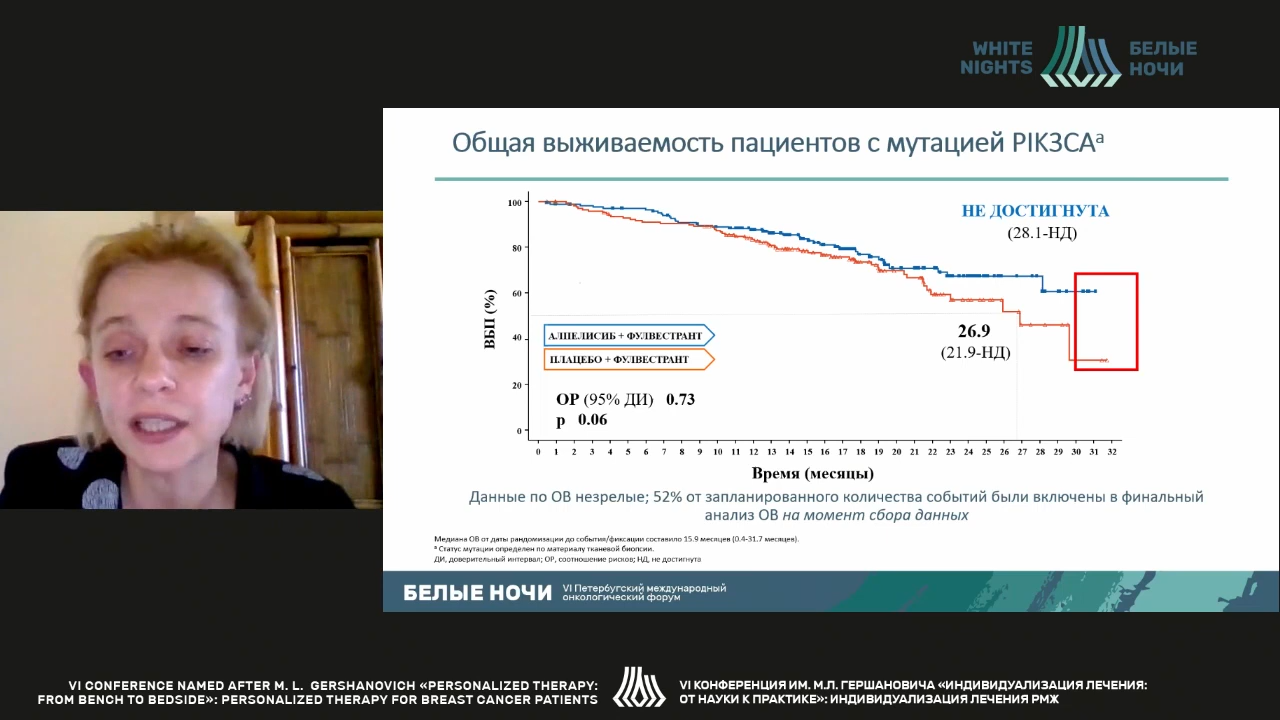 WHITE
NIGHTS
БЕЛЫЕ
НОЧИ
Общая выживаемость пациентов с мутацией PIK3CAª
ВБП (%)
100
80
60
40
20
0
НЕ ДОСТИГНУТА
(28.1-НД)
АЛПЕЛИСИБ + ФУЛВЕСТРАНТ
ПЛАЦЕБО + ФУЛВЕСТРАНТ
26.9
(21.9-НД)
ОР (95% ДИ) 0.73
p 0.06
0 1 2 3 4 5 6 7 8 9 10 11 12 13 14 15 16 17 18 19 20 21 22 23 24 25 26 27 28 29 30 31 32
Время (месяцы)
Данные по ОВ незрелые; 52% от запланированного количества событий были включены в финальный
анализ ОВ на момент сбора данных
Медиана ОВ от даты рандомизации до события/фиксации составило 15.9 месяцев (0.4-31.7 месяцев).
ª Статус мутации определен по материалу тканевой биопсии.
ДИ, доверительный интервал; ОР, соотношение рисков; НД, не достигнута
БЕЛЫЕ НОЧИ
VI Петербугский международный
онкологический форум
VI CONFERENCE NAMED AFTER M. L. GERSHANOVICH «PERSONALIZED THERAPY:
FROM BENCH TO BEDSIDE»: PERSONALIZED THERAPY FOR BREAST CANCER PATIENTS
VI КОНФЕРЕНЦИЯ ИМ. М.Л. ГЕРШАНОВИЧА «ИНДИВИДУАЛИЗАЦИЯ ЛЕЧЕНИЯ:
ОТ НАУКИ К ПРАКТИКЕ»: ИНДИВИДУАЛИЗАЦИЯ ЛЕЧЕНИЯ РМЖ